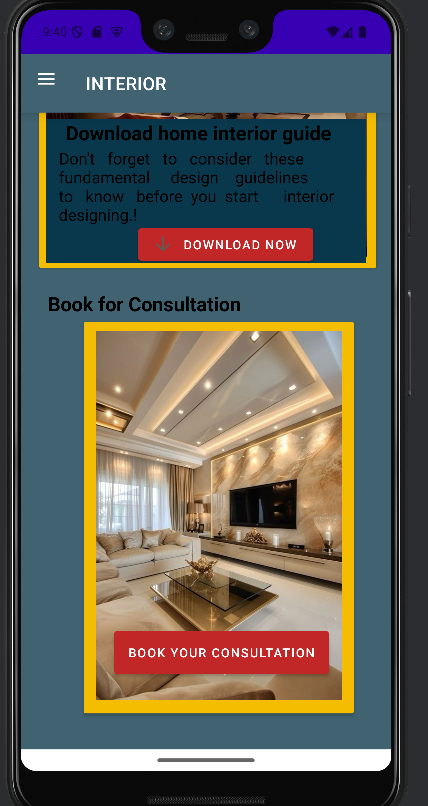 9:40
INTERIOR
Download home interior guide
Don't forget to consider these
fundamental design guidelines
to know before you start interior
designing.!
DOWNLOAD NOW
Book for Consultation
BOOK YOUR CONSULTATION